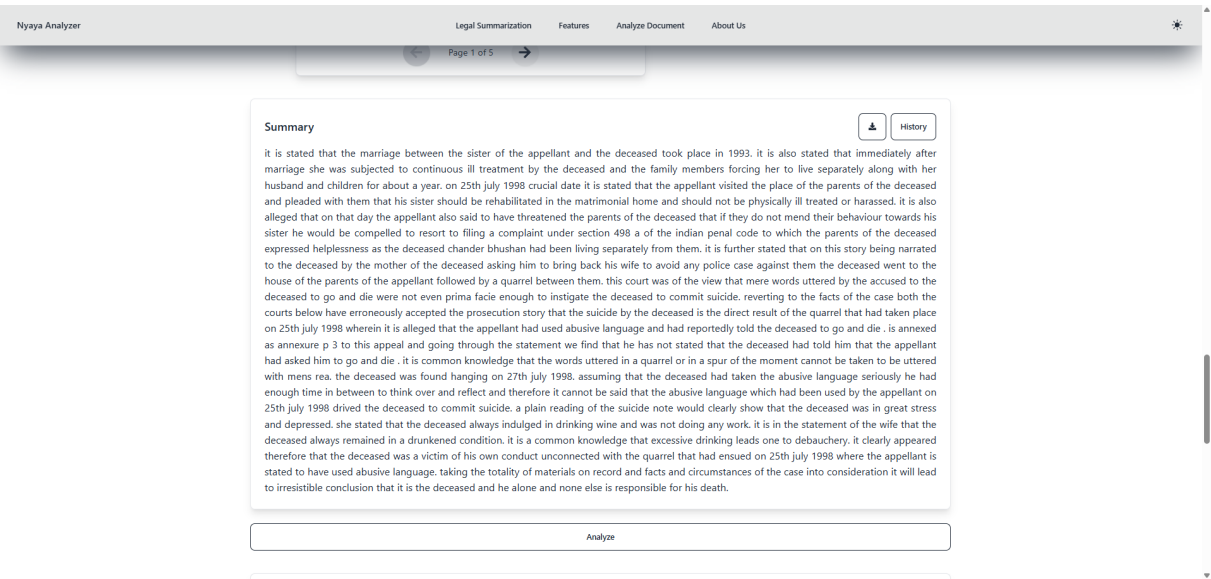 Nyaya Analyzer
Legal Summarization Features Analyze Document About Us
Page 1 of 5
Summary
History
it is stated that the marriage between the sister of the appellant and the deceased took place in 1993. it is also stated that immediately after
marriage she was subjected to continuous ill treatment by the deceased and the family members forcing her to live separately along with her
husband and children for about a year. on 25th july 1998 crucial date it is stated that the appellant visited the place of the parents of the deceased
and pleaded with them that his sister should be rehabilitated in the matrimonial home and should not be physically ill treated or harassed. it is also
alleged that on that day the appellant also said to have threatened the parents of the deceased that if they do not mend their behaviour towards his
sister he would be compelled to resort to filing a complaint under section 498 a of the indian penal code to which the parents of the deceased
expressed helplessness as the deceased chander bhushan had been living separately from them. it is further stated that on this story being narrated
to the deceased by the mother of the deceased asking him to bring back his wife to avoid any police case against them the deceased went to the
house of the parents of the appellant followed by a quarrel between them. this court was of the view that mere words uttered by the accused to the
deceased to go and die were not even prima facie enough to instigate the deceased to commit suicide. reverting to the facts of the case both the
courts below have erroneously accepted the prosecution story that the suicide by the deceased is the direct result of the quarrel that had taken place
on 25th july 1998 wherein it is alleged that the appellant had used abusive language and had reportedly told the deceased to go and die . is annexed
as annexure p 3 to this appeal and going through the statement we find that he has not stated that the deceased had told him that the appellant
had asked him to go and die . it is common knowledge that the words uttered in a quarrel or in a spur of the moment cannot be taken to be uttered
with mens rea. the deceased was found hanging on 27th july 1998. assuming that the deceased had taken the abusive language seriously he had
enough time in between to think over and reflect and therefore it cannot be said that the abusive language which had been used by the appellant on
25th july 1998 drived the deceased to commit suicide. a plain reading of the suicide note would clearly show that the deceased was in great stress
and depressed. she stated that the deceased always indulged in drinking wine and was not doing any work. it is in the statement of the wife that the
deceased always remained in a drunkened condition. it is a common knowledge that excessive drinking leads one to debauchery. it clearly appeared
therefore that the deceased was a victim of his own conduct unconnected with the quarrel that had ensued on 25th july 1998 where the appellant is
stated to have used abusive language. taking the totality of materials on record and facts and circumstances of the case into consideration it will lead
to irresistible conclusion that it is the deceased and he alone and none else is responsible for his death.
Analyze